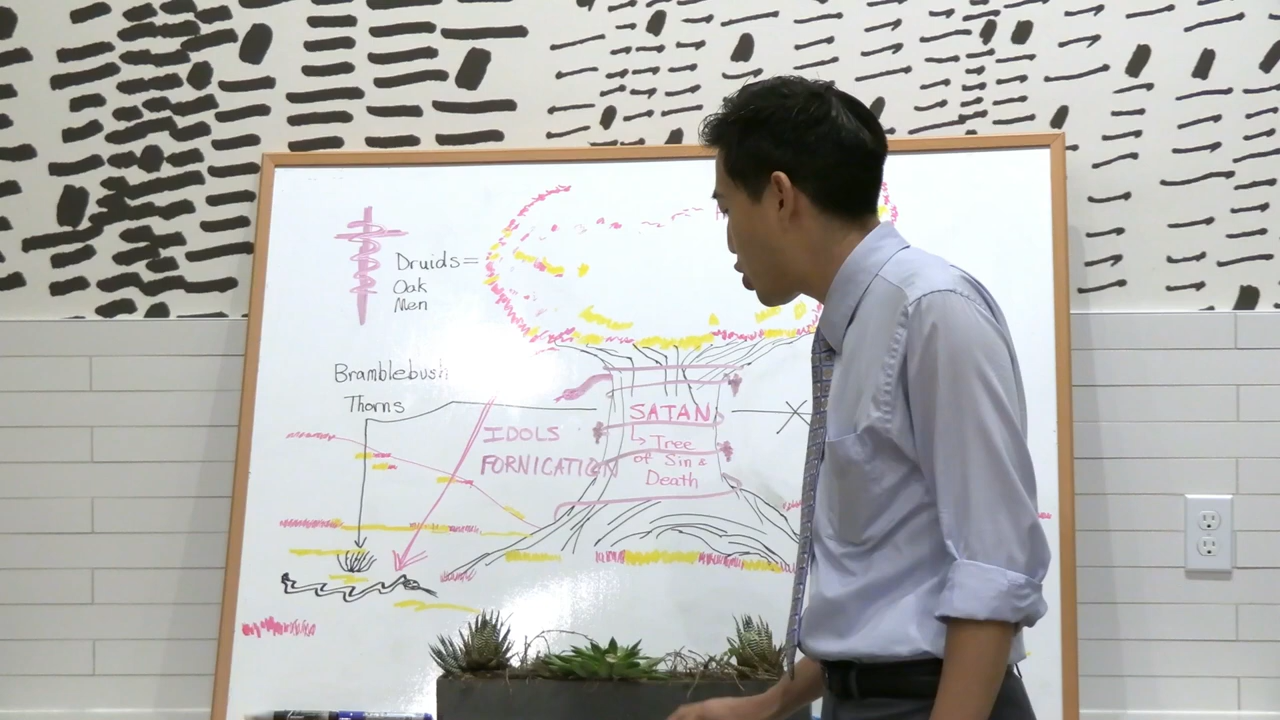 Druids=
Oak
Men
Bramblebush
Thorns
IDOLS
FORNICATION
SATAN
Tree
of Sin &
Death